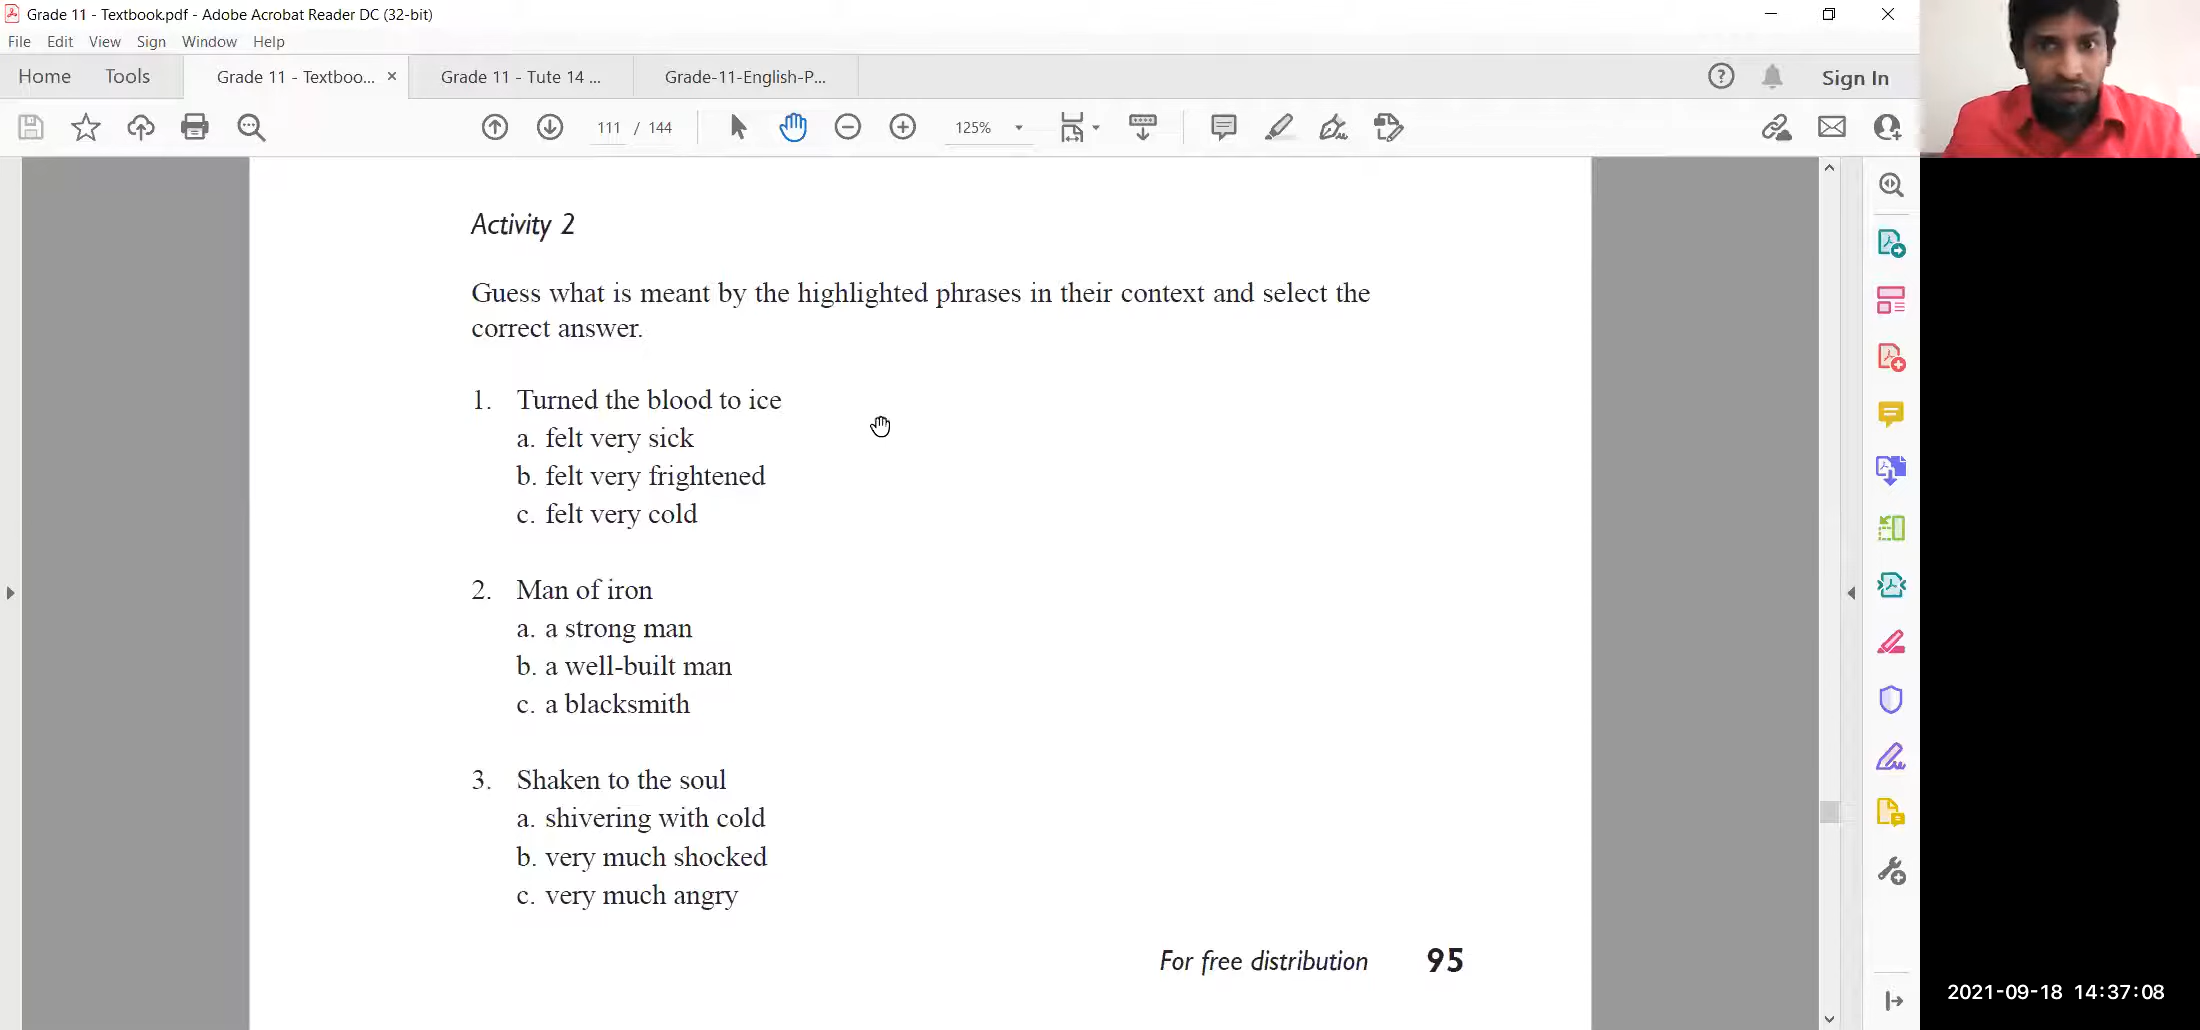 Grade 11 - Textbook.pdf - Adobe Acrobat Reader DC (32-bit)
File Edit View Sign Window Help
Home Tools Grade 11 - Textboo... × Grade 11 - Tute 14 ... Grade-11-English-P... Sign In
111 / 144 125%
Activity 2
Guess what is meant by the highlighted phrases in their context and select the
correct answer.
1. Turned the blood to ice
a. felt very sick
b. felt very frightened
c. felt very cold
2. Man of iron
a. a strong man
b. a well-built man
c. a blacksmith
3. Shaken to the soul
a. shivering with cold
b. very much shocked
c. very much angry
For free distribution 95
2021-09-18 14:37:08